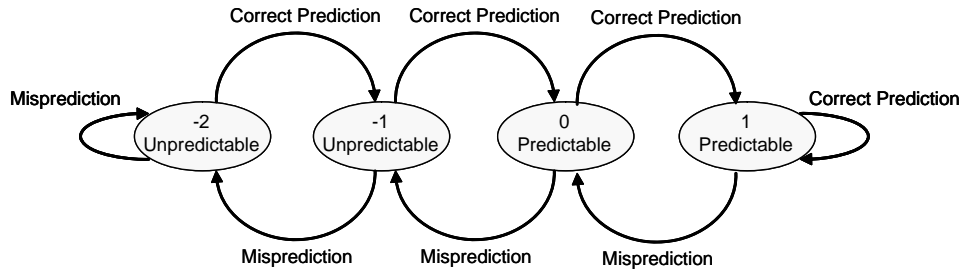 Correct Prediction
Correct Prediction
Correct Prediction
Misprediction
Correct Prediction
-2
Unpredictable
-1
Unpredictable
0
Predictable
1
Predictable
Misprediction
Misprediction
Misprediction